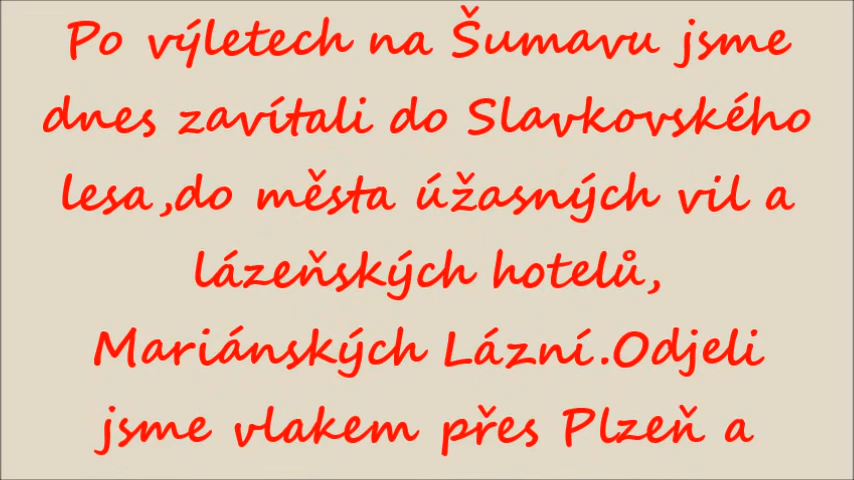 Po výletech na Šumavu jsme
dnes zavítali do Slavkovského
lesa,do města úžasných vil a
lázeňských hotelů,
Mariánských Lázní.Odjeli
jsme vlakem přes Plzeň a